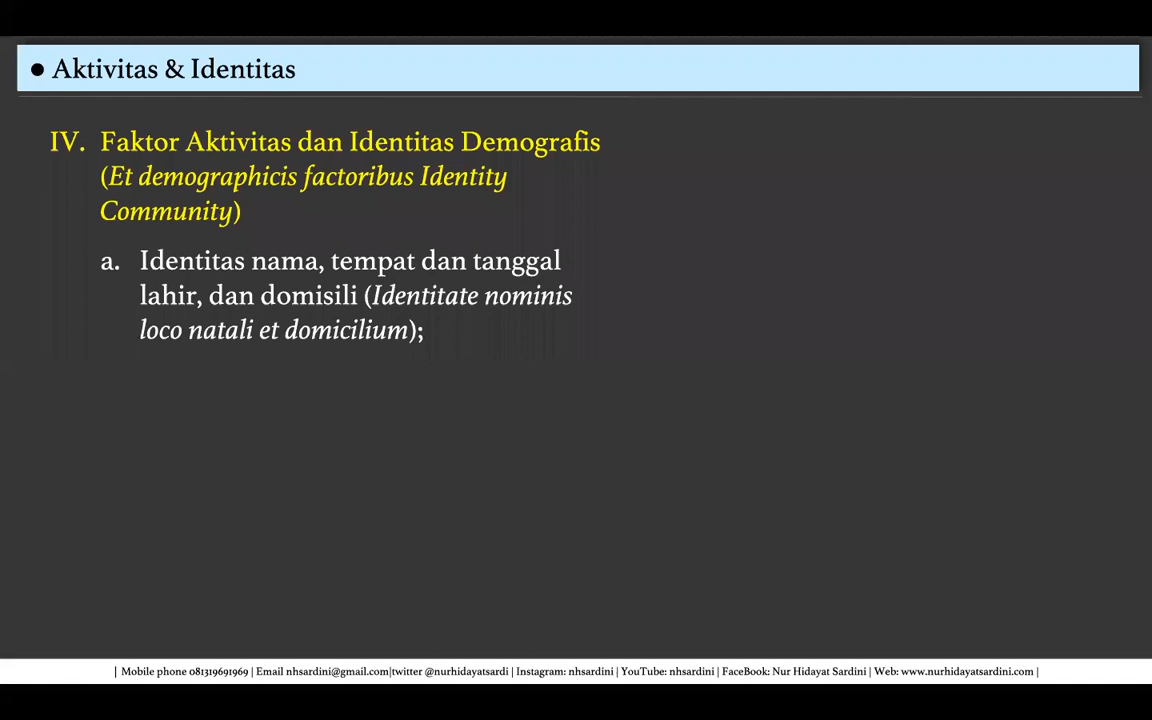 ● Aktivitas & Identitas
IV. Faktor Aktivitas dan Identitas Demografis
(Et demographicis factoribus Identity
Community)
a. Identitas nama, tempat dan tanggal
lahir, dan domisili (Identitate nominis
loco natali et domicilium);
| Mobile phone 081319691969 | Email nhsardini@gmail.com|twitter @nurhidayatsardi | Instagram: nhsardini | YouTube: nhsardini | FaceBook: Nur Hidayat Sardini | Web: www.nurhidayatsardini.com |